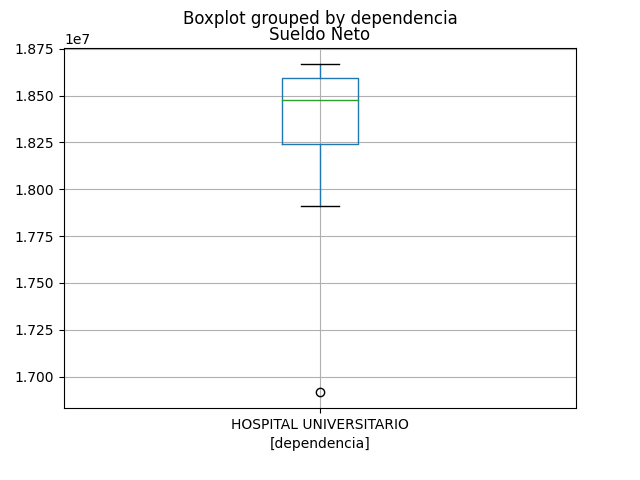 Boxplot grouped by dependencia
Sueldo Neto
1e7
1.875
1.850
1.825
1.800
1.775
1.750
1.725
1.700
HOSPITAL UNIVERSITARIO
[dependencia]